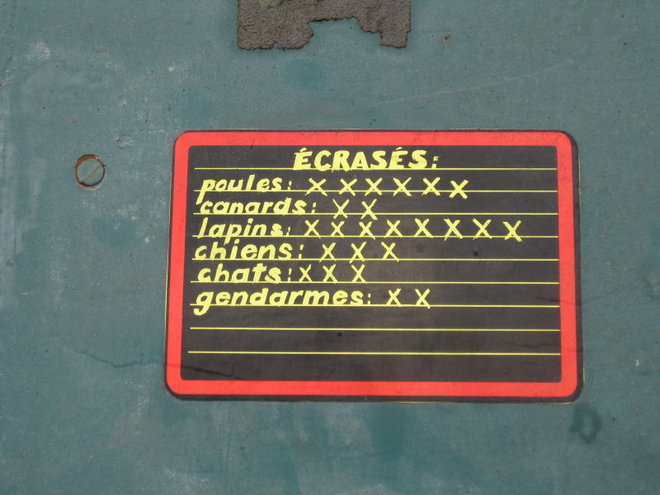 ÉCRASÉS:
poules: X X X X X X
canards: X X
lapins: X X X X X X X X
chiens: X X X
chats: X X X
gendarmes: X X